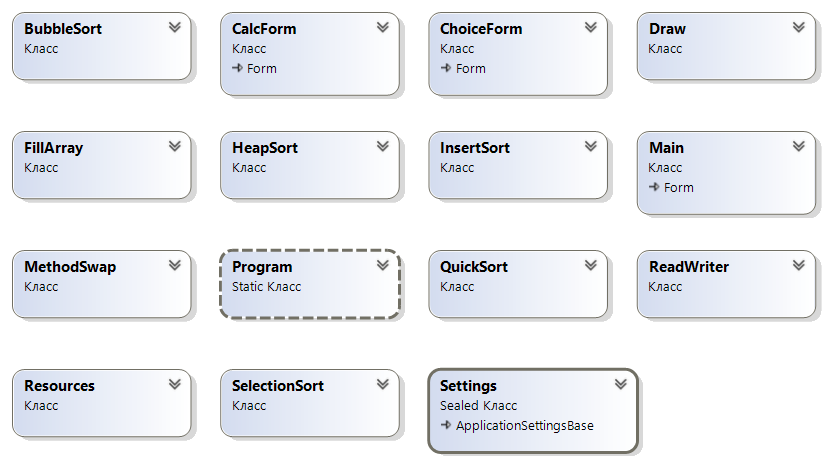 BubbleSort
Класс
CalcForm
Класс
Form
ChoiceForm
Класс
Form
Draw
Класс
FillArray
Класс
HeapSort
Класс
InsertSort
Класс
Main
Класс
Form
MethodSwap
Класс
Program
Static Класс
QuickSort
Класс
ReadWriter
Класс
Resources
Класс
SelectionSort
Класс
Settings
Sealed Класс
ApplicationSettingsBase